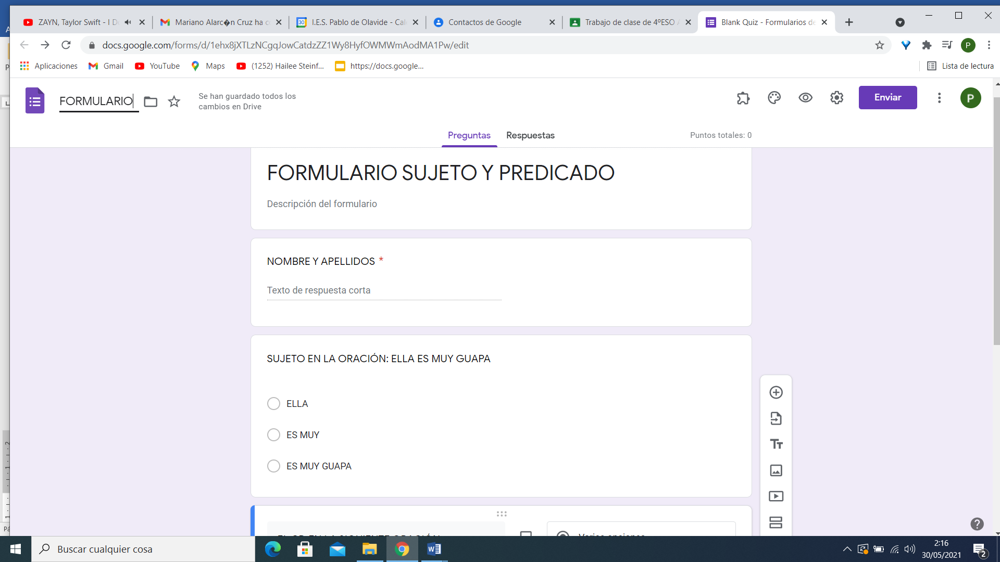 ZAYN, Taylor Swift - I D
Mariano Alarc�n Cruz ha c
30
I.E.S. Pablo de Olavide - Cal
Contactos de Google
Trabajo de clase de 4ºESO
Blank Quiz - Formularios de
docs.google.com/forms/d/1ehx8jXTLzNCgqJowCatdzZZ1Wy8HyfOWMWmAodMA1Pw/edit
P
Aplicaciones
Gmail
YouTube
Maps
(1252) Hailee Steinf...
https://docs.google...
Lista de lectura
FORMULARIO
Se han guardado todos los
cambios en Drive
Enviar
P
Preguntas
Respuestas
Puntos totales: 0
FORMULARIO SUJETO Y PREDICADO
Descripción del formulario
NOMBRE Y APELLIDOS *
Texto de respuesta corta
SUJETO EN LA ORACIÓN: ELLA ES MUY GUAPA
ELLA
ES MUY
ES MUY GUAPA
Varias opciones
Buscar cualquier cosa
2:16
30/05/2021
2